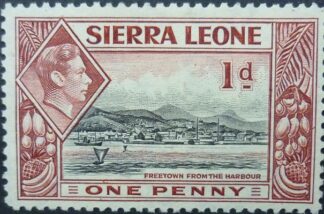 SIERRA LEONE
1d
FREETOWN FROM THE HARBOUR
ONE PENNY